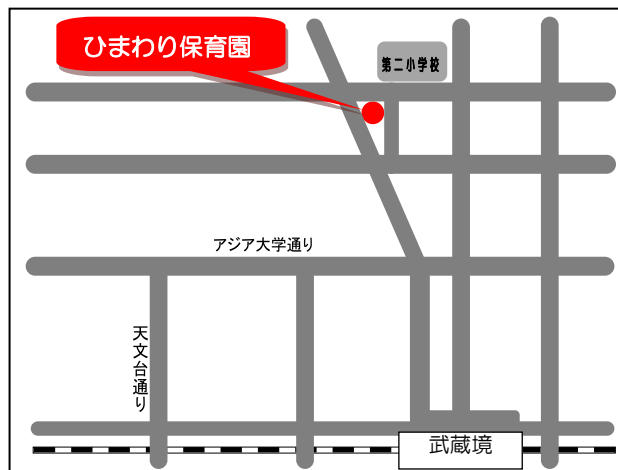 ひまわり保育園
第二小学校
アジア大学通り
天文台通り
武蔵境